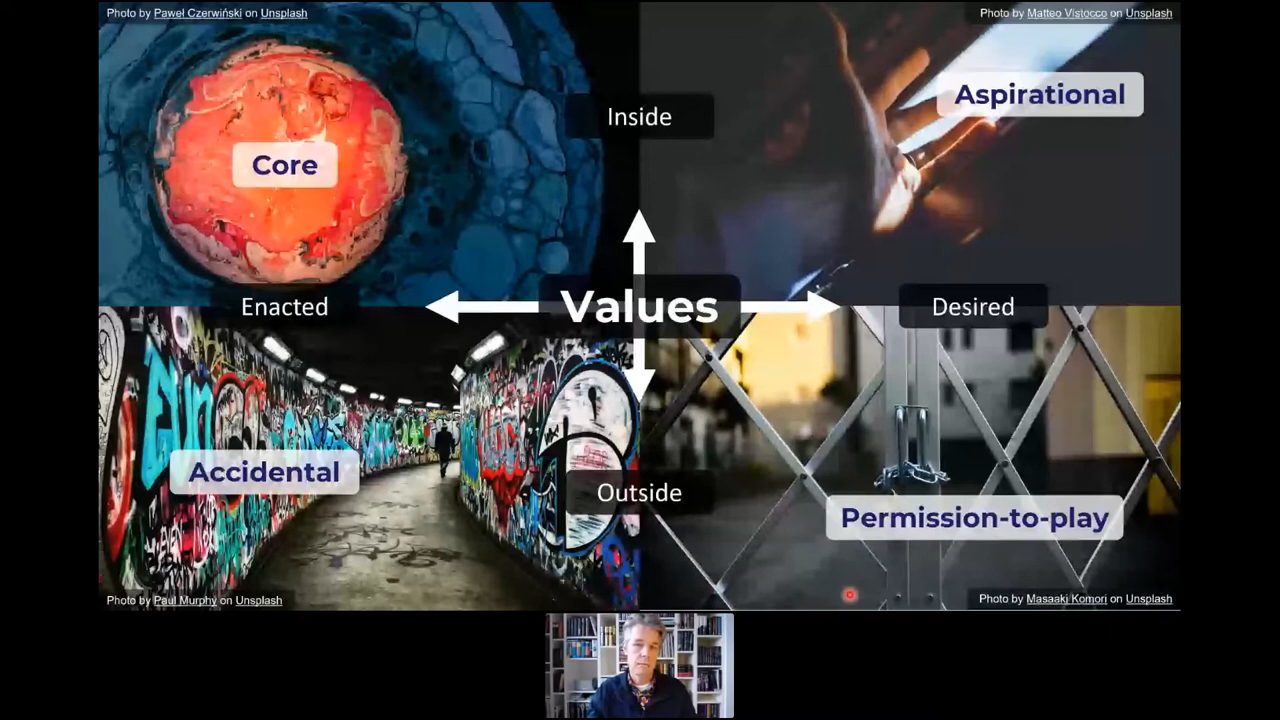 Photo by Paweł Czerwiński on Unsplash
Photo by Matteo Vistocco on Unsplash
Aspirational
Inside
Core
Enacted
Values
Desired
Accidental
Outside
Permission-to-play
Photo by Paul Murphy on Unsplash
Photo by Masaaki Komori on Unsplash